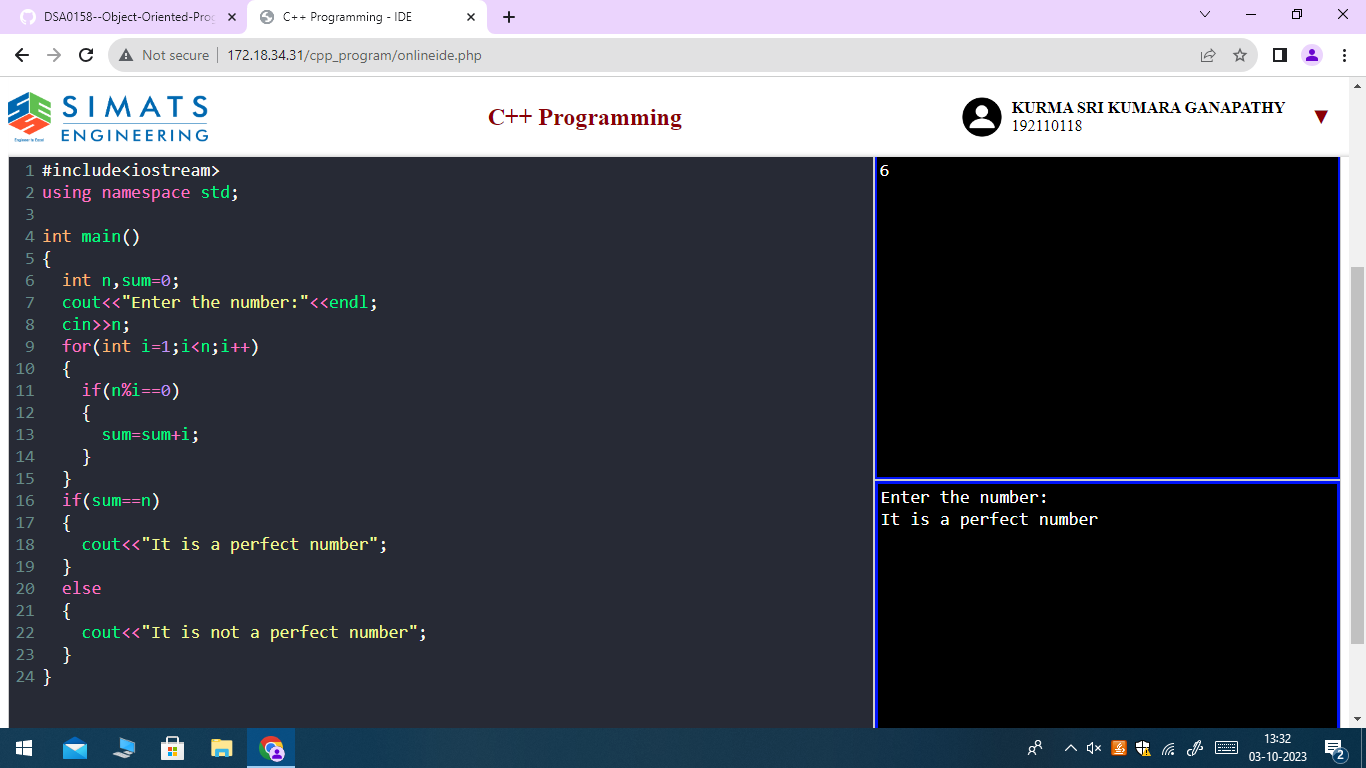 DSA0158--Object-Oriented-Prog
C++ Programming - IDE
Not secure
172.18.34.31/cpp_program/onlineide.php
SIMATS
ENGINEERING
Engineer to Excel
C++ Programming
KURMA SRI KUMARA GANAPATHY
192110118
1 #include<iostream>
2 using namespace std;
3
4 int main()
5 {
6   int n,sum=0;
7   cout<<"Enter the number:"<<endl;
8   cin>>n;
9   for(int i=1;i<n;i++)
10   {
11     if(n%i==0)
12     {
13       sum=sum+i;
14     }
15   }
16   if(sum==n)
17   {
18     cout<<"It is a perfect number";
19   }
20   else
21   {
22     cout<<"It is not a perfect number";
23   }
24 }
6
Enter the number:
It is a perfect number
13:32
03-10-2023
2